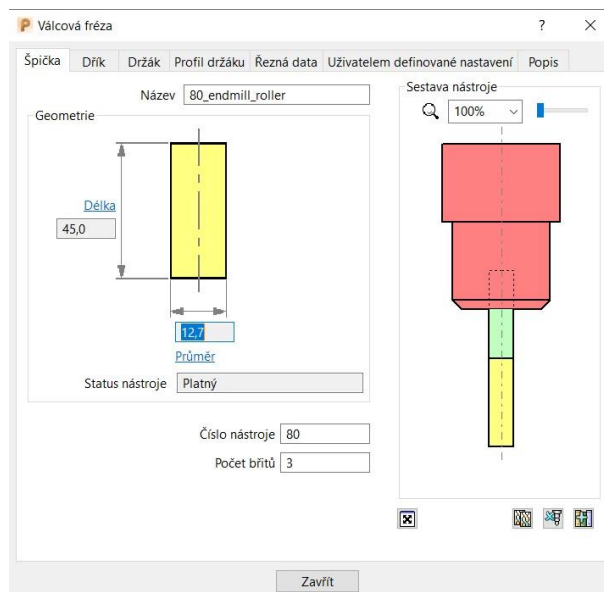 Válcová fréza ? ×
Špička Dřík Držák Profil držáku Řezná data Uživatelem definované nastavení Popis
Název 80_endmill_roller
Geometrie
Délka
45,0
12,7
Průměr
Status nástroje Platný
Číslo nástroje 80
Počet břitů 3
Sestava nástroje
100%
Zavřít